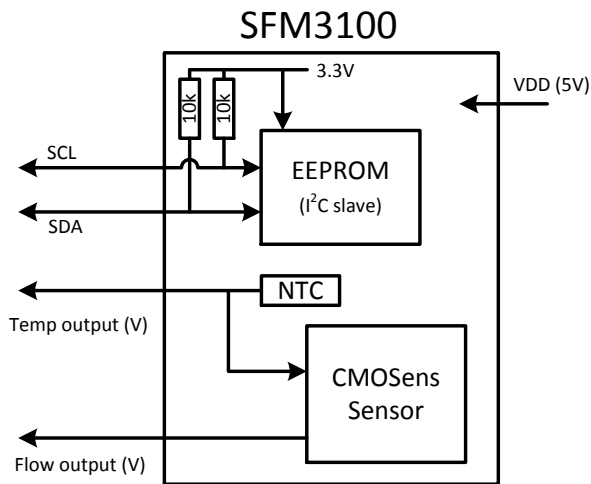 SFM3100
3.3V
VDD (5V)
10k
10k
SCL
EEPROM
(I²C slave)
SDA
NTC
Temp output (V)
CMOSens
Sensor
Flow output (V)